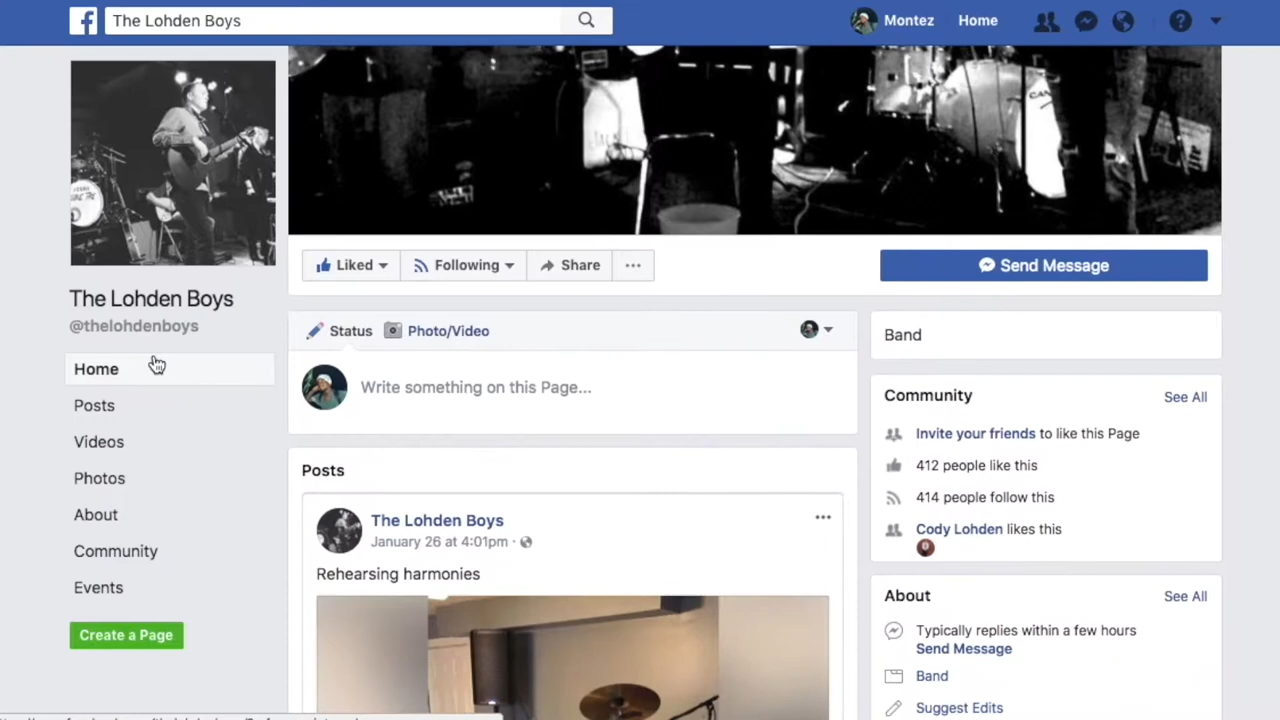 The Lohden Boys
Montez
Home
The Lohden Boys
@thelohdenboys
Home
Posts
Videos
Photos
About
Community
Events
Create a Page
Liked
Following
Share
Send Message
Status
Photo/Video
Write something on this Page...
Posts
The Lohden Boys
January 26 at 4:01pm ·
Rehearsing harmonies
Band
Community
See All
Invite your friends to like this Page
412 people like this
414 people follow this
Cody Lohden likes this
About
See All
Typically replies within a few hours
Send Message
Band
Suggest Edits